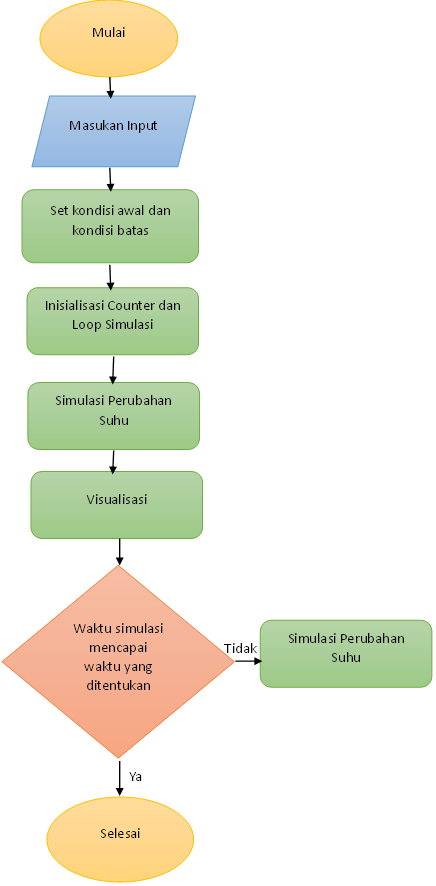 Mulai
Masukan Input
Set kondisi awal dan
kondisi batas
Inisialisasi Counter dan
Loop Simulasi
Simulasi Perubahan
Suhu
Visualisasi
Waktu simulasi
mencapai
waktu yang
ditentukan
Tidak
Simulasi Perubahan
Suhu
Ya
Selesai